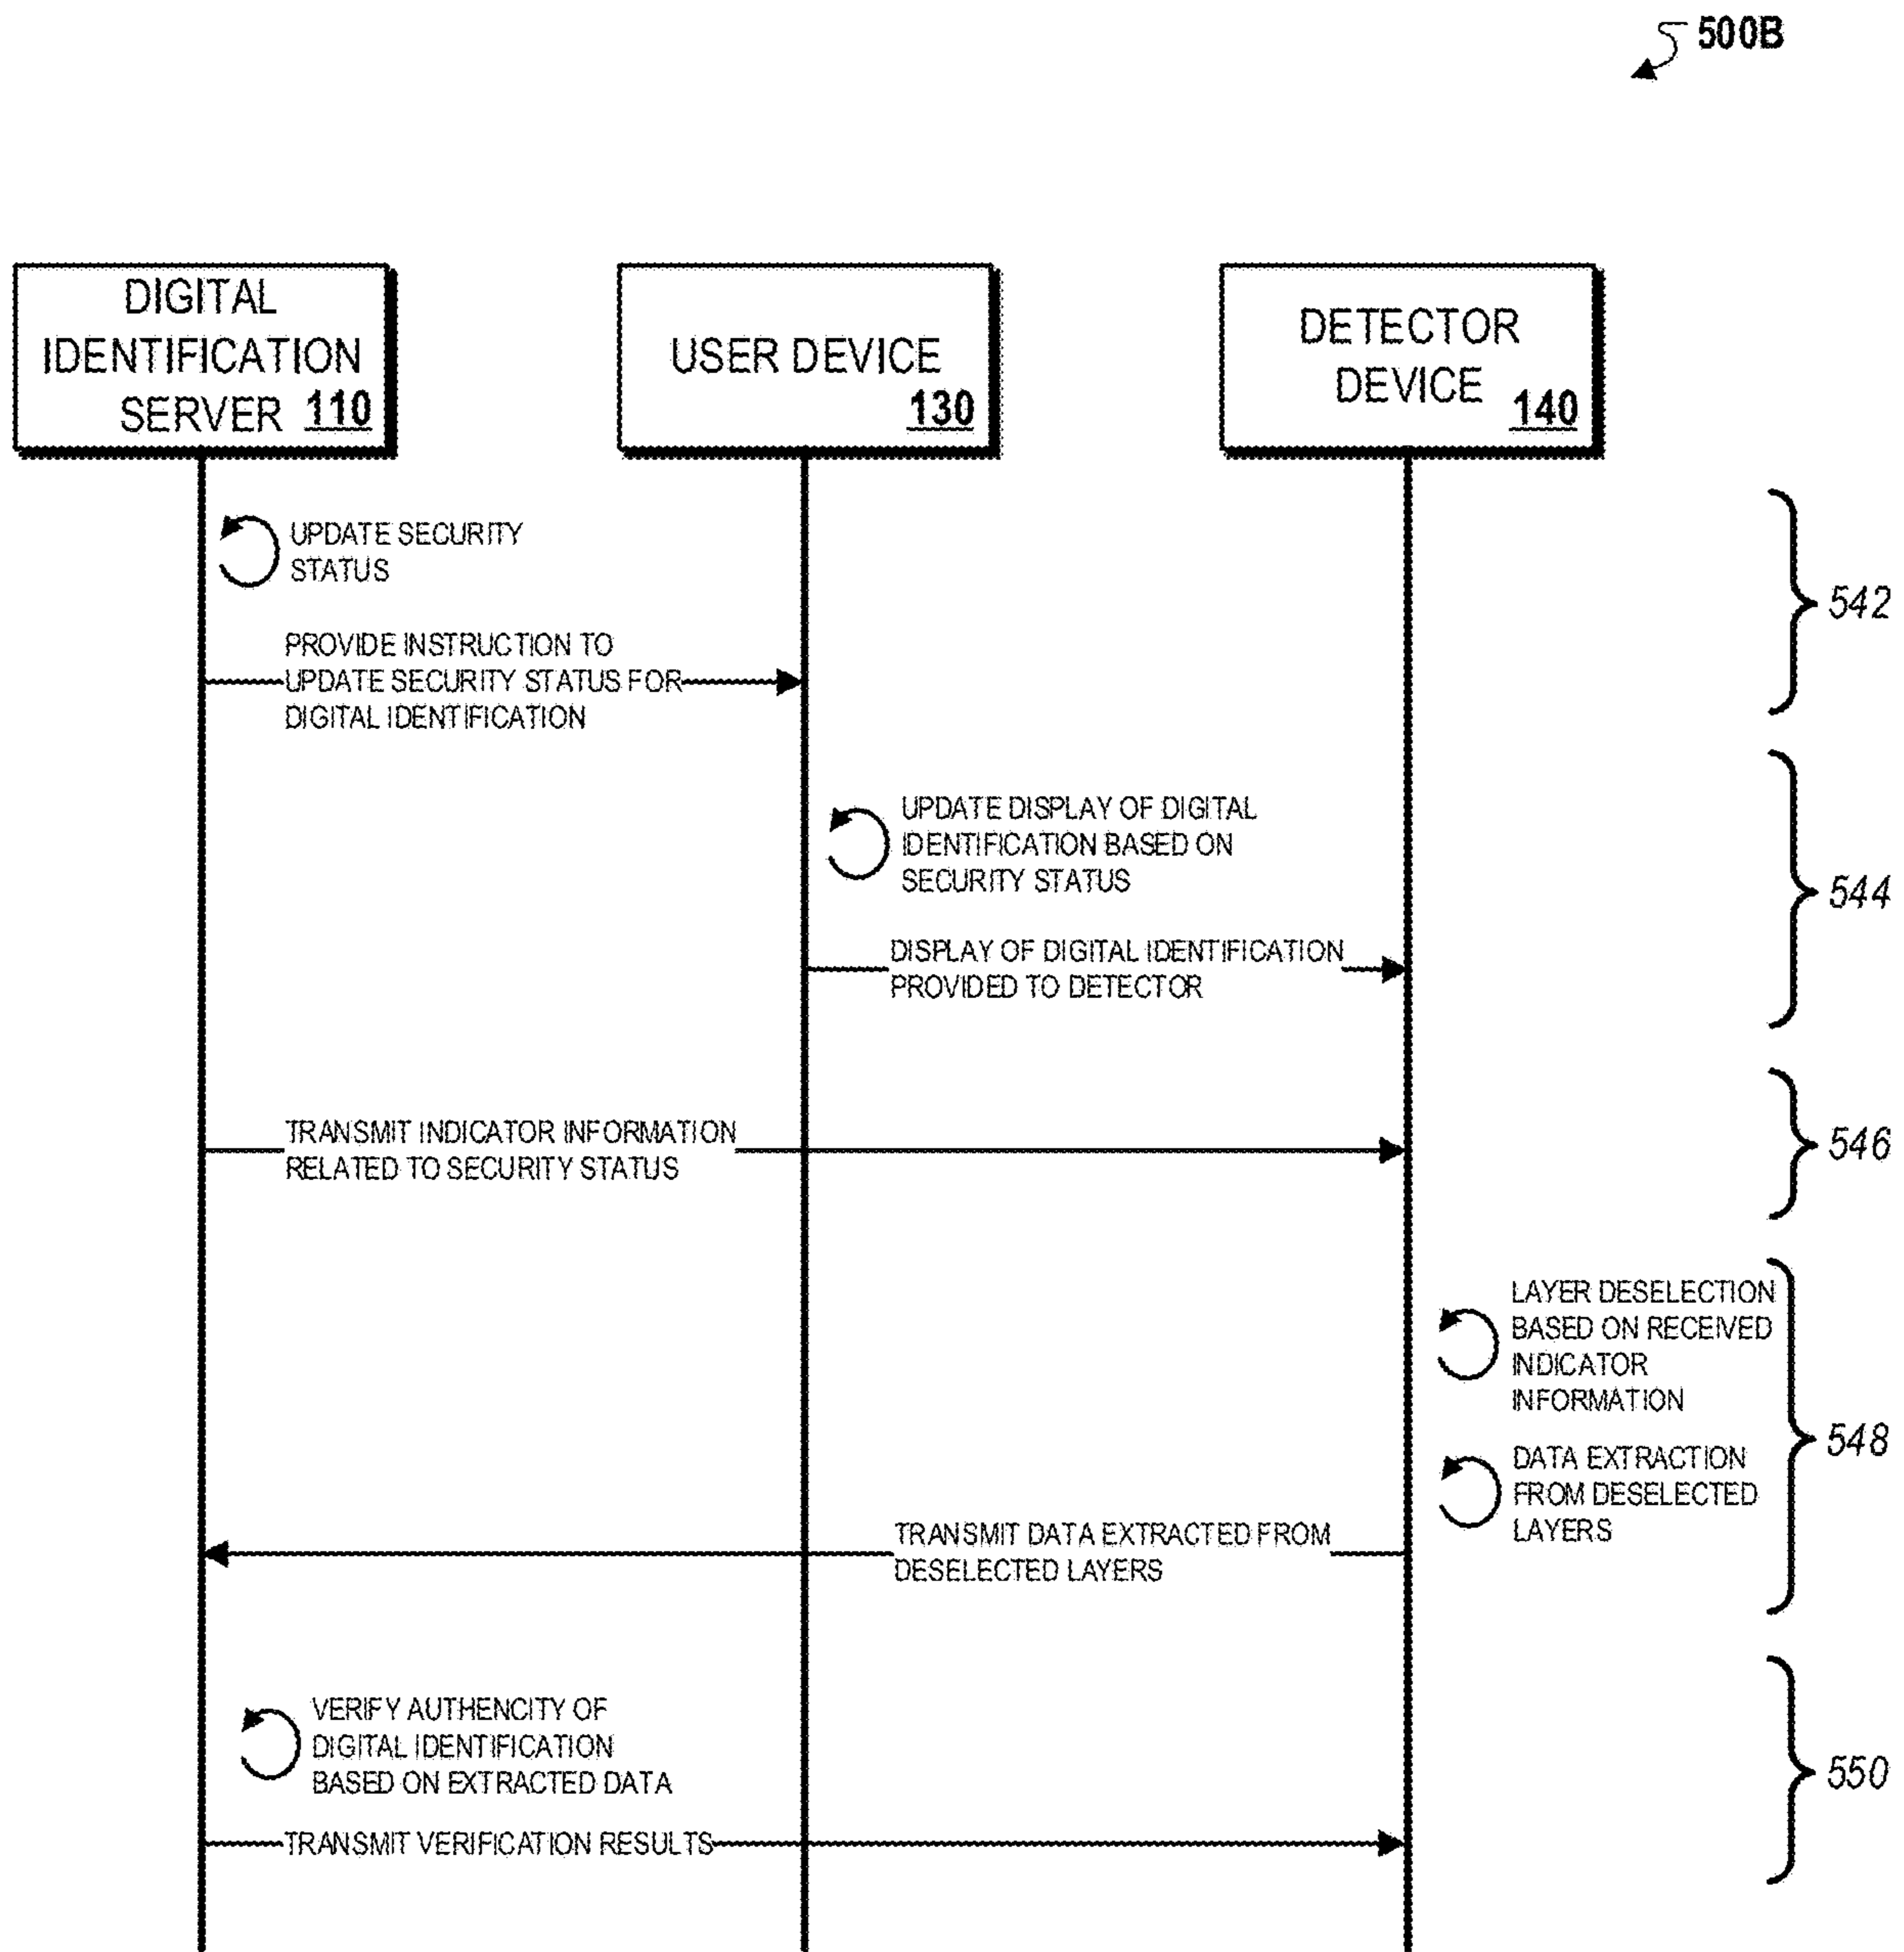 500B
DIGITAL
IDENTIFICATION
SERVER 110
USER DEVICE
130
DETECTOR
DEVICE
140
UPDATE SECURITY
STATUS
PROVIDE INSTRUCTION TO
UPDATE SECURITY STATUS FOR
DIGITAL IDENTIFICATION
542
UPDATE DISPLAY OF DIGITAL
IDENTIFICATION BASED ON
SECURITY STATUS
DISPLAY OF DIGITAL IDENTIFICATION
PROVIDED TO DETECTOR
544
TRANSMIT INDICATOR INFORMATION
RELATED TO SECURITY STATUS
546
LAYER DESELECTION
BASED ON RECEIVED
INDICATOR
INFORMATION
DATA EXTRACTION
FROM DESELECTED
LAYERS
TRANSMIT DATA EXTRACTED FROM
DESELECTED LAYERS
548
VERIFY AUTHENCITY OF
DIGITAL IDENTIFICATION
BASED ON EXTRACTED DATA
TRANSMIT VERIFICATION RESULTS
550